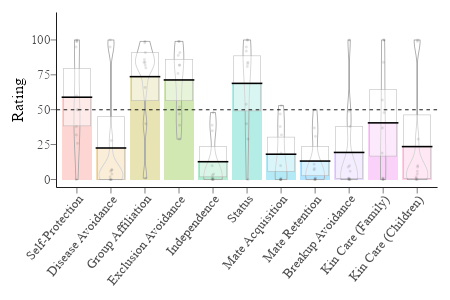 Rating
100
75
50
25
0
Self-Protection
Disease Avoidance
Group Affiliation
Exclusion Avoidance
Independence
Status
Mate Acquisition
Mate Retention
Breakup Avoidance
Kin Care (Family)
Kin Care (Children)